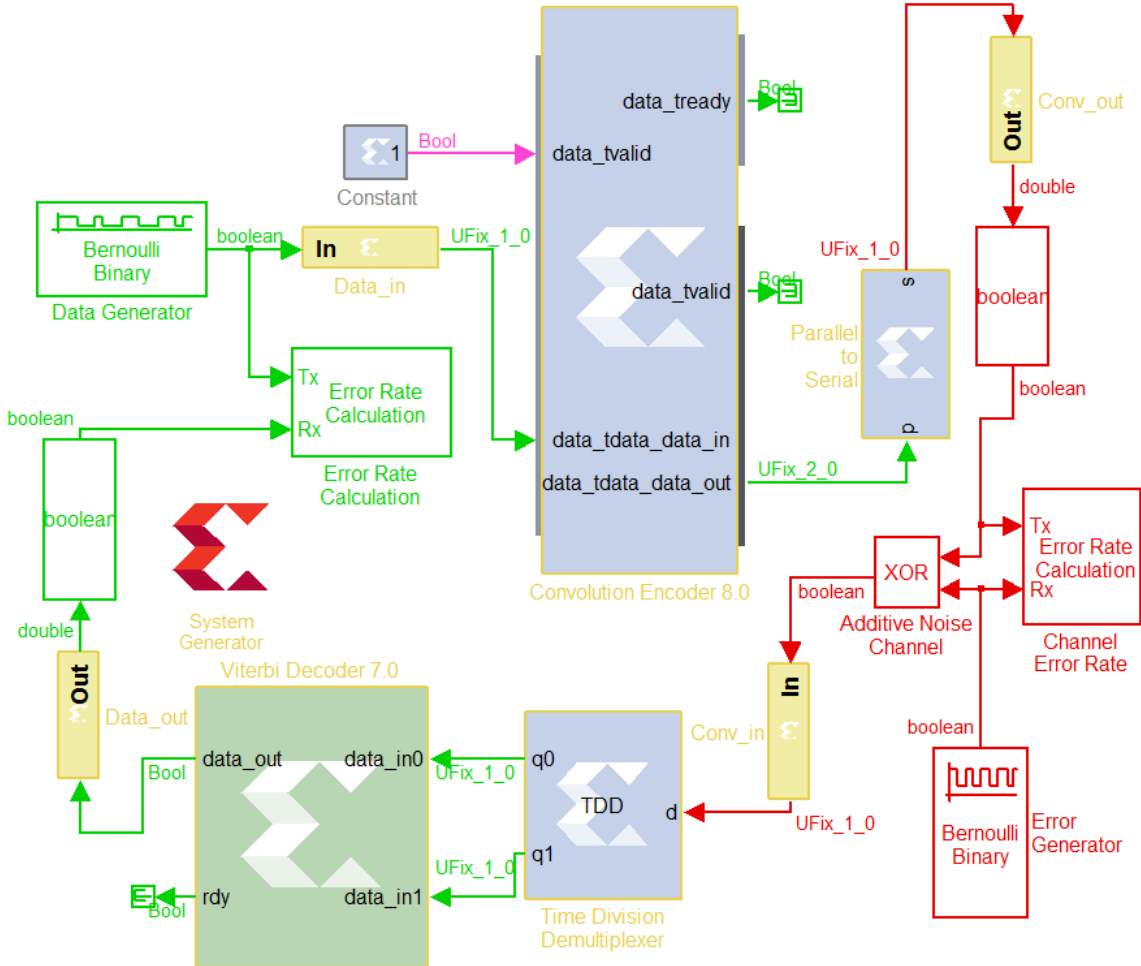 data_tready
Bool
Out
Conv_out
1
Bool
data_tvalid
Constant
double
Bernoulli
Binary
boolean
In
UFix_1_0
UFix_1_0
s
Data_in
data_tvalid
Bool
boolean
Data Generator
Parallel
to
Serial
Tx
Error Rate
Calculation
boolean
boolean
Rx
p
data_tdata_data_in
Error Rate
Calculation
data_tdata_data_out
UFix_2_0
boolean
Tx
Error Rate
Calculation
XOR
Rx
boolean
Convolution Encoder 8.0
System
Generator
double
Additive Noise
Channel
Channel
Error Rate
Viterbi Decoder 7.0
In
Out
Data_out
Conv_in
boolean
data_out
data_in0
q0
Bool
UFix_1_0
TDD
d
UFix_1_0
Bernoulli
Binary
Error
Generator
q1
UFix_1_0
rdy
data_in1
Bool
Time Division
Demultiplexer